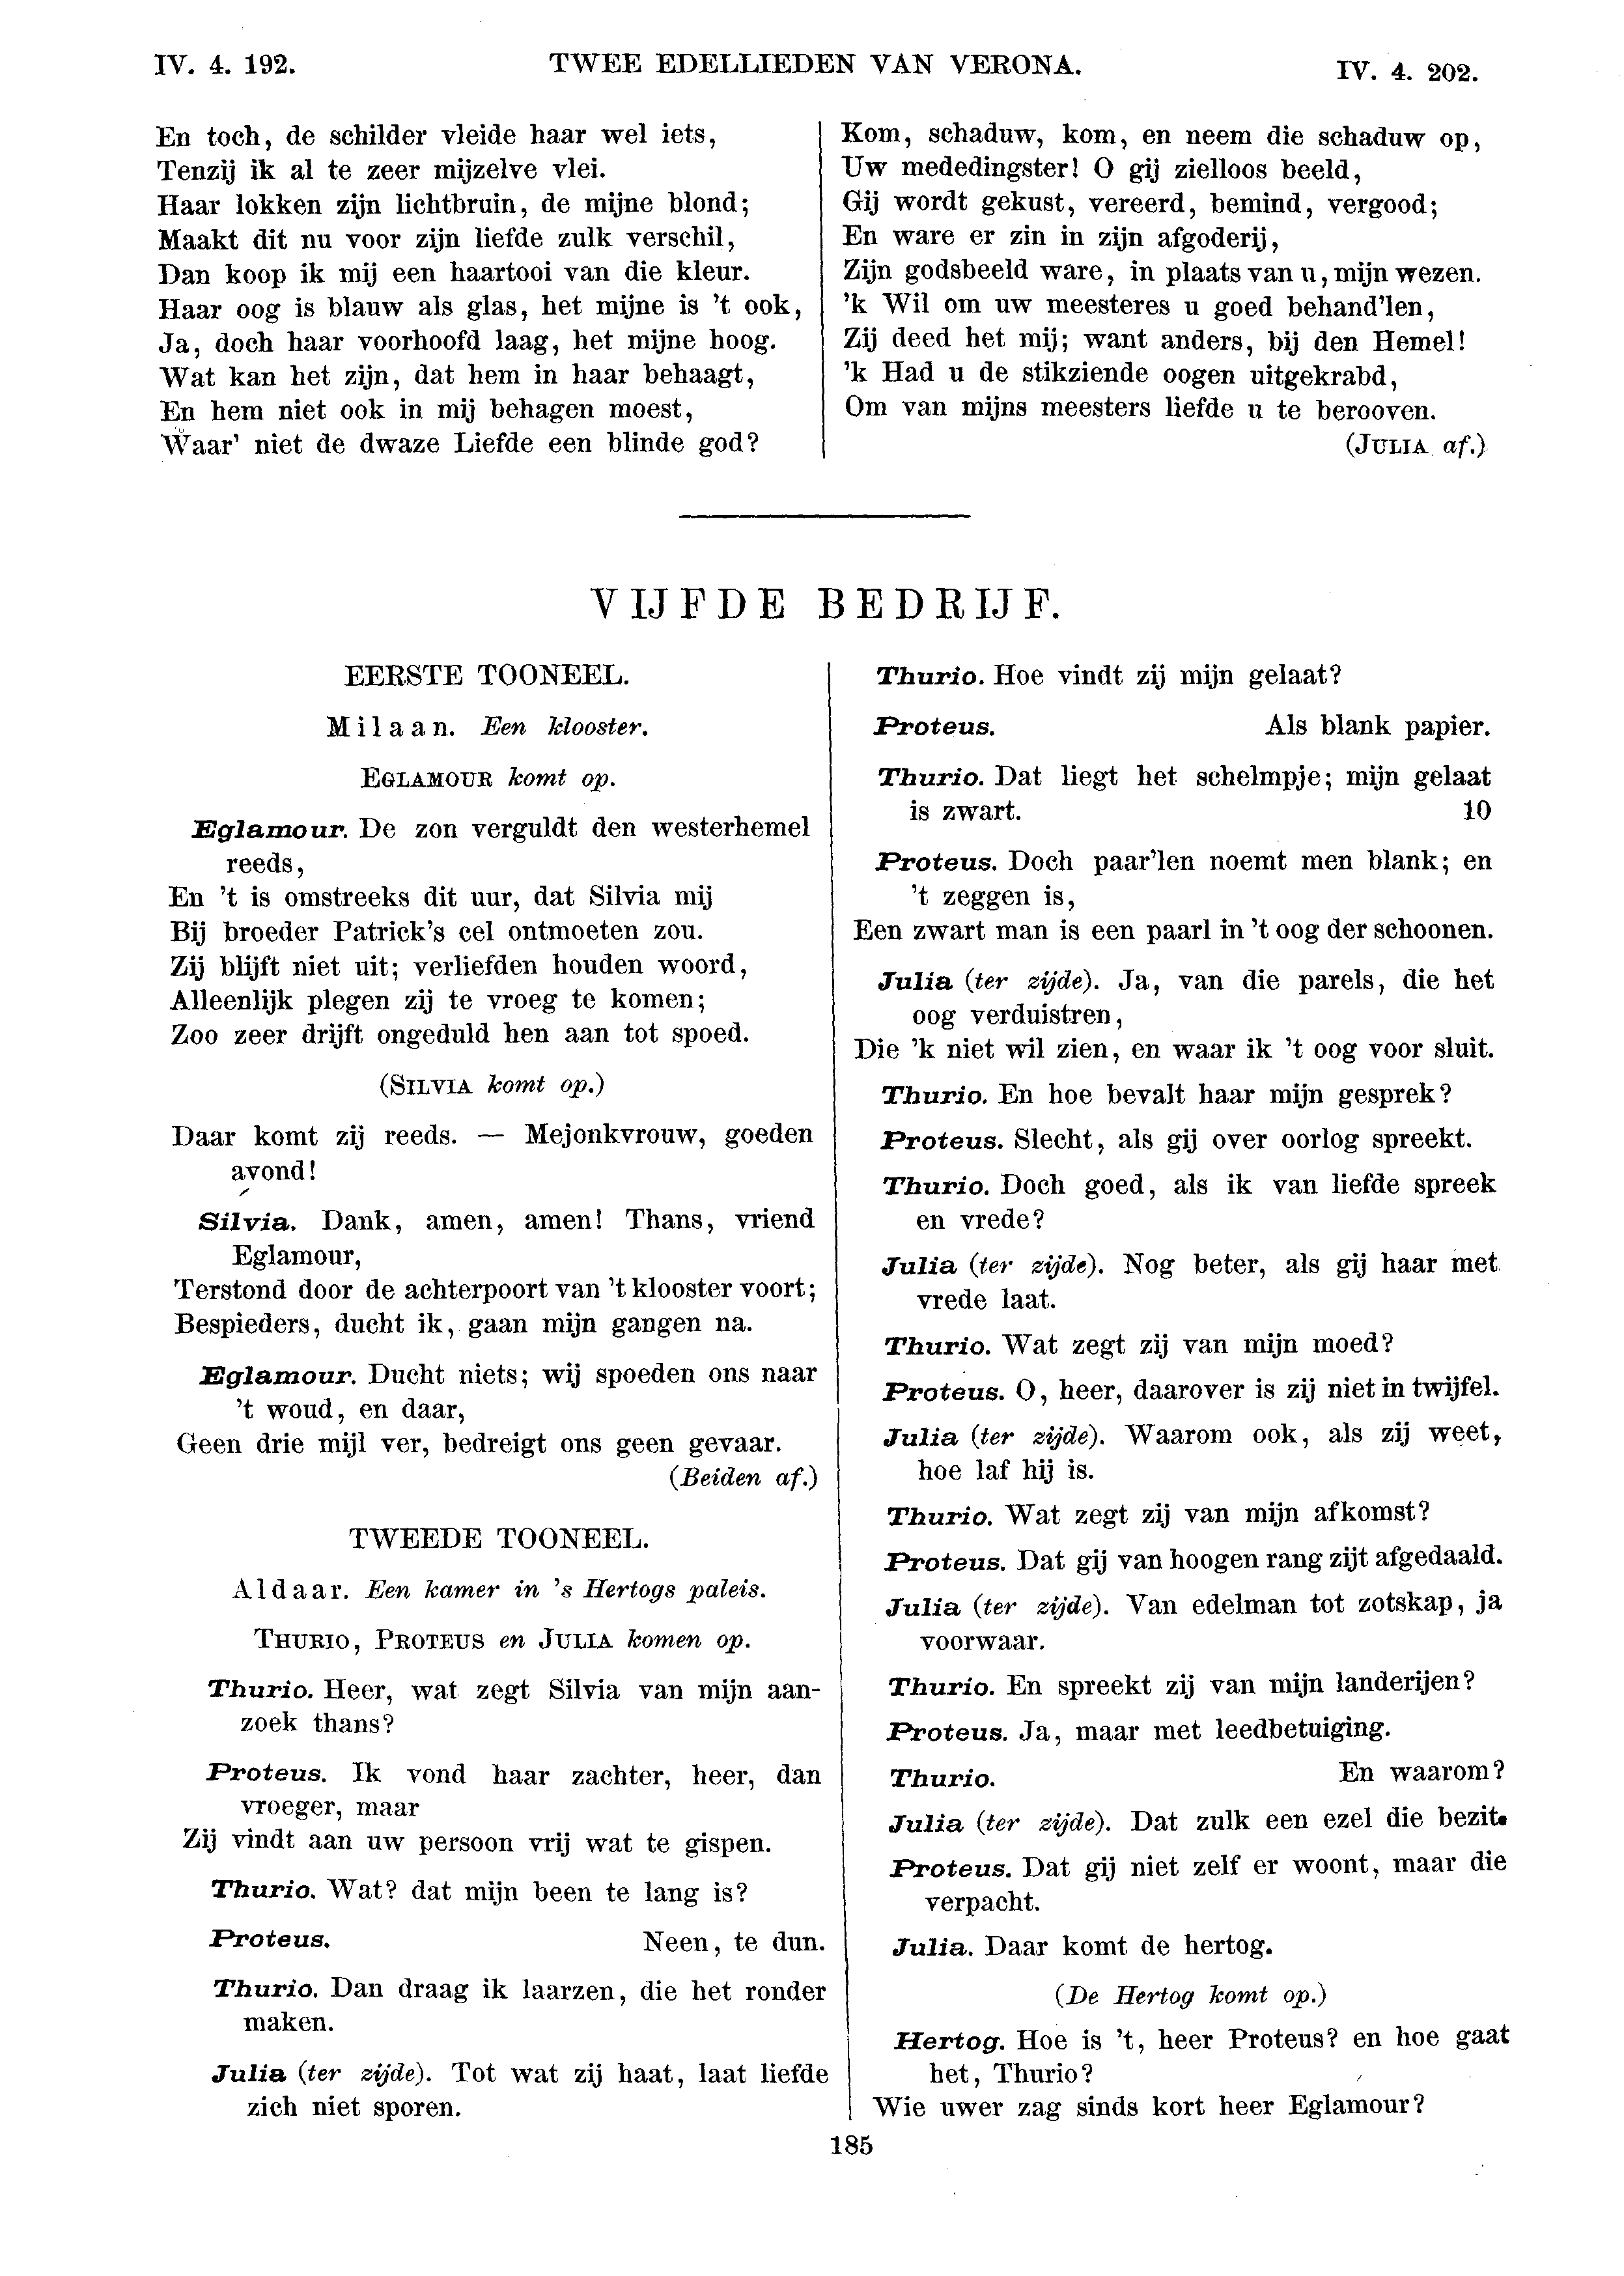 IV. 4. 192.
TWEE EDELLIEDEN VAN VERONA.
IV. 4. 202.
En toch, de schilder vleide haar wel iets,
Tenzij ik al te zeer mijzelve vlei.
Haar lokken zijn lichtbruin, de mijne blond;
Maakt dit nu voor zijn liefde zulk verschil,
Dan koop ik mij een haartooi van die kleur.
Haar oog is blauw als glas, het mijne is 't ook,
Ja, doch haar voorhoofd laag, het mijne hoog.
Wat kan het zijn, dat hem in haar behaagt,
En hem niet ook in mij behagen moest,
Waar' niet de dwaze Liefde een blinde god?
Kom, schaduw, kom, en neem die schaduw op,
Uw mededingster! O gij zielloos beeld,
Gij wordt gekust, vereerd, bemind, vergood;
En ware er zin in zijn afgoderij,
Zijn godsbeeld ware, in plaats van u, mijn wezen.
'k Wil om uw meesteres u goed behand'len,
Zij deed het mij; want anders, bij den Hemel!
'k Had u de stikziende oogen uitgekrabd,
Om van mijns meesters liefde u te berooven.
(JULIA af.)
VIJFDE BEDRIJF.
EERSTE TOONEEL.
Milaan. Een klooster.
EGLAMOUR komt op.
Eglamour. De zon verguldt den westerhemel
reeds,
En 't is omstreeks dit uur, dat Silvia mij
Bij broeder Patrick's cel ontmoeten zou.
Zij blijft niet uit; verliefden houden woord,
Alleenlijk plegen zij te vroeg te komen;
Zoo zeer drijft ongeduld hen aan tot spoed.
(SILVIA komt op.)
Daar komt zij reeds. — Mejonkvrouw, goeden
avond!
Silvia. Dank, amen, amen! Thans, vriend
Eglamour,
Terstond door de achterpoort van 't klooster voort;
Bespieders, ducht ik, gaan mijn gangen na.
Eglamour. Ducht niets; wij spoeden ons naar
't woud, en daar,
Geen drie mijl ver, bedreigt ons geen gevaar.
(Beiden af.)
TWEEDE TOONEEL.
Aldaar. Een kamer in 's Hertogs paleis.
THURIO, PROTEUS en JULIA komen op.
Thurio. Heer, wat zegt Silvia van mijn aan-
zoek thans?
Proteus. Ik vond haar zachter, heer, dan
vroeger, maar
Zij vindt aan uw persoon vrij wat te gispen.
Thurio. Wat? dat mijn been te lang is?
Proteus. Neen, te dun.
Thurio. Dan draag ik laarzen, die het ronder
maken.
Julia (ter zijde). Tot wat zij haat, laat liefde
zich niet sporen.
Thurio. Hoe vindt zij mijn gelaat?
Proteus. Als blank papier.
Thurio. Dat liegt het schelmpje; mijn gelaat
is zwart. 10
Proteus. Doch paar'len noemt men blank; en
't zeggen is,
Een zwart man is een paarl in 't oog der schoonen.
Julia (ter zijde). Ja, van die parels, die het
oog verduistren,
Die 'k niet wil zien, en waar ik 't oog voor sluit.
Thurio. En hoe bevalt haar mijn gesprek?
Proteus. Slecht, als gij over oorlog spreekt.
Thurio. Doch goed, als ik van liefde spreek
en vrede?
Julia (ter zijde). Nog beter, als gij haar met
vrede laat.
Thurio. Wat zegt zij van mijn moed?
Proteus. O, heer, daarover is zij niet in twijfel.
Julia (ter zijde). Waarom ook, als zij weet,
hoe laf hij is.
Thurio. Wat zegt zij van mijn afkomst?
Proteus. Dat gij van hoogen rang zijt afgedaald.
Julia (ter zijde). Van edelman tot zotskap, ja
voorwaar.
Thurio. En spreekt zij van mijn landerijen?
Proteus. Ja, maar met leedbetuiging.
Thurio. En waarom?
Julia (ter zijde). Dat zulk een ezel die bezit.
Proteus. Dat gij niet zelf er woont, maar die
verpacht.
Julia. Daar komt de hertog.
(De Hertog komt op.)
Hertog. Hoe is 't, heer Proteus? en hoe gaat
het, Thurio?
Wie uwer zag sinds kort heer Eglamour?
185